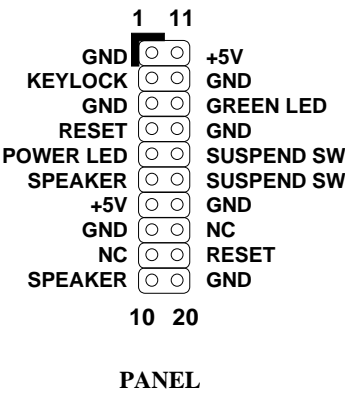 1 11
GND +5V
KEYLOCK GND
GND GREEN LED
RESET GND
POWER LED SUSPEND SW
SPEAKER SUSPEND SW
+5V GND
GND NC
NC RESET
SPEAKER GND
10 20
PANEL